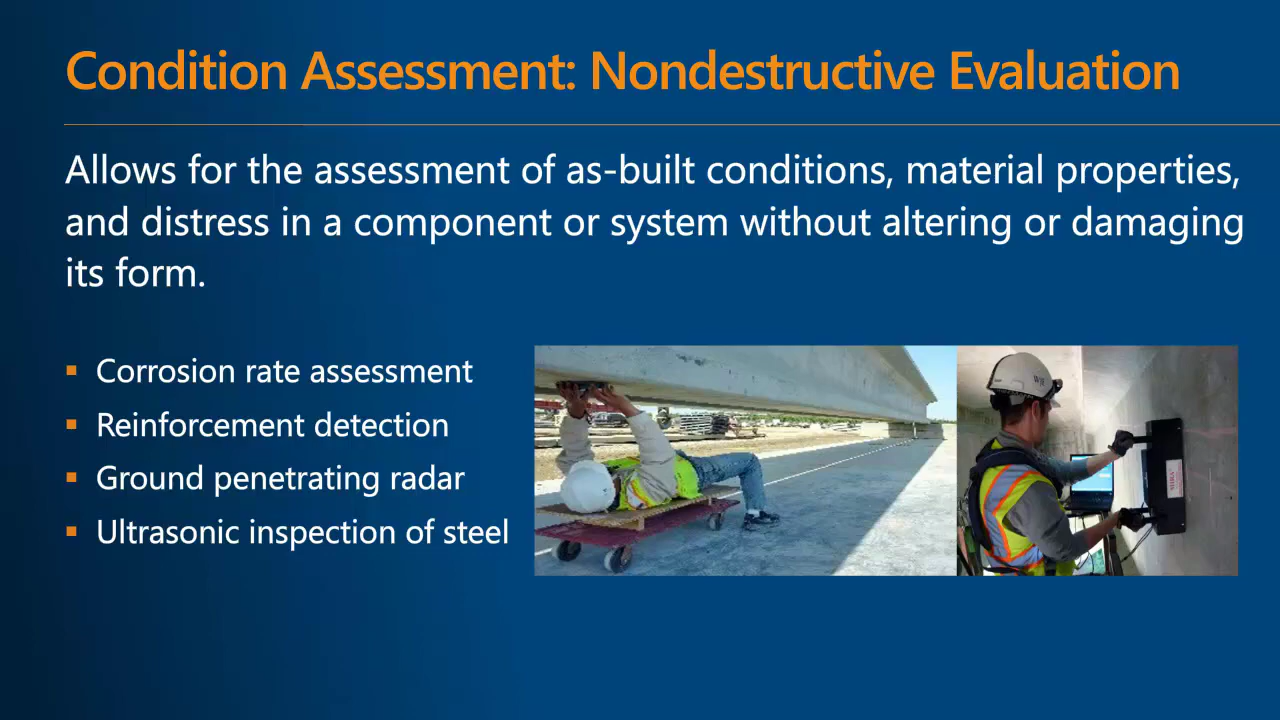 Condition Assessment: Nondestructive Evaluation
Allows for the assessment of as-built conditions, material properties,
and distress in a component or system without altering or damaging
its form.
▪ Corrosion rate assessment
▪ Reinforcement detection
▪ Ground penetrating radar
▪ Ultrasonic inspection of steel